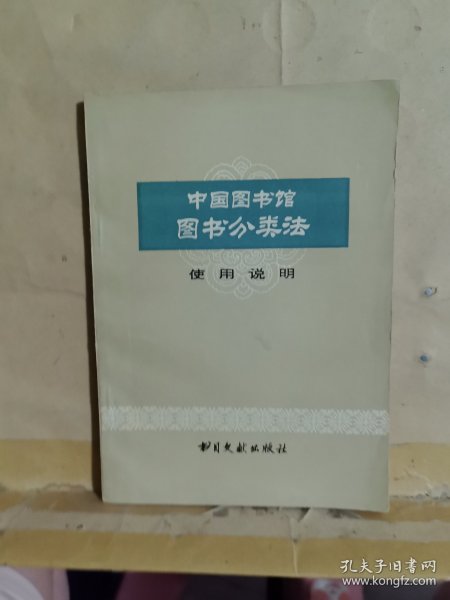 中国图书馆
图书分类法
使用说明
书目文献出版社
孔夫子旧书网
www.kongfz.com